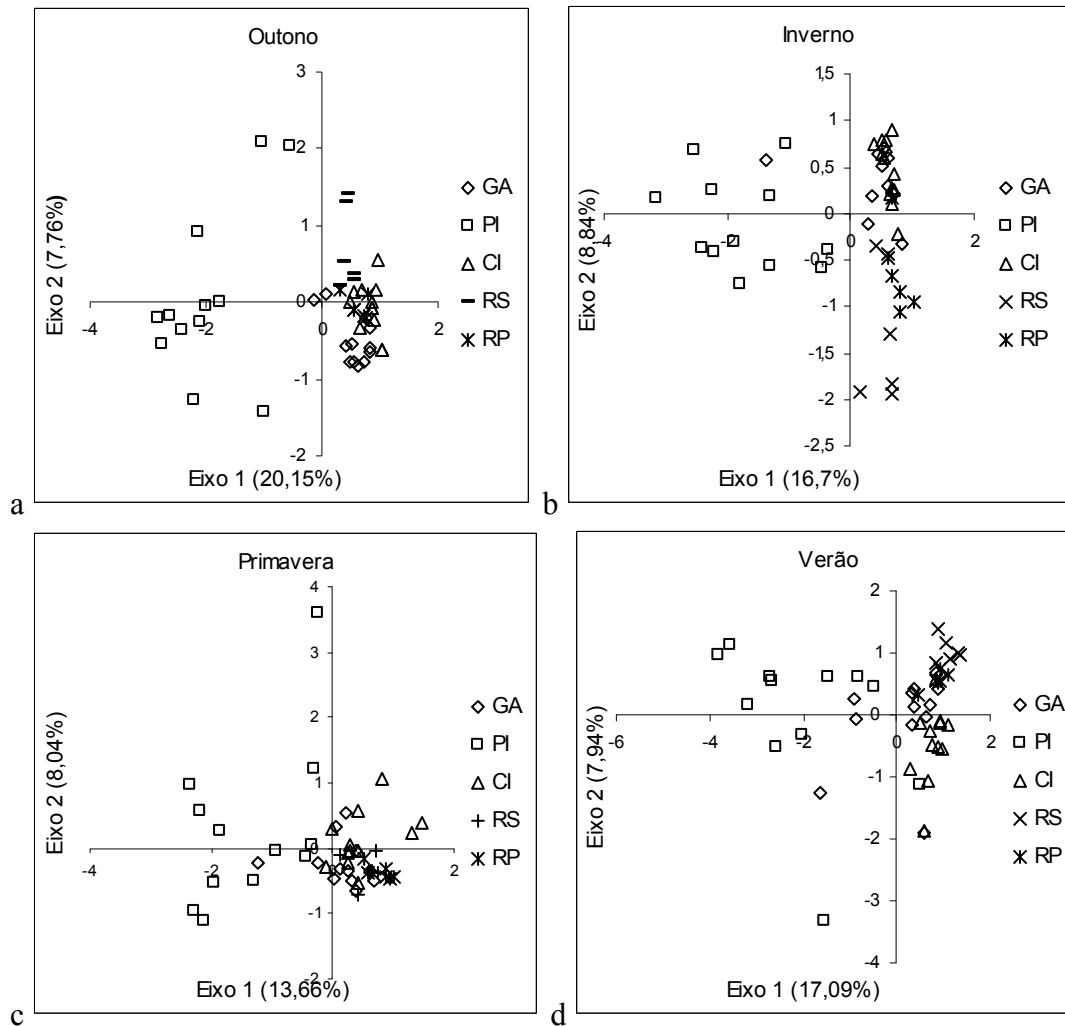 Outono
3
2
1
0
-1
-2
-4
-2
0
2
Eixo 2 (7,76%)
Eixo 1 (20,15%)
GA
PI
CI
RS
RP
a
Inverno
1,5
1
0,5
0
-0,5
-1
-1,5
-2
-2,5
-4
-2
0
2
Eixo 2 (8,84%)
Eixo 1 (16,7%)
GA
PI
CI
RS
RP
b
Primavera
4
3
2
1
0
-1
-2
-4
-2
0
2
Eixo 2 (8,04%)
Eixo 1 (13,66%)
GA
PI
CI
RS
RP
c
Verão
2
1
0
-1
-2
-3
-4
-6
-4
-2
0
2
Eixo 2 (7,94%)
Eixo 1 (17,09%)
GA
PI
CI
RS
RP
d